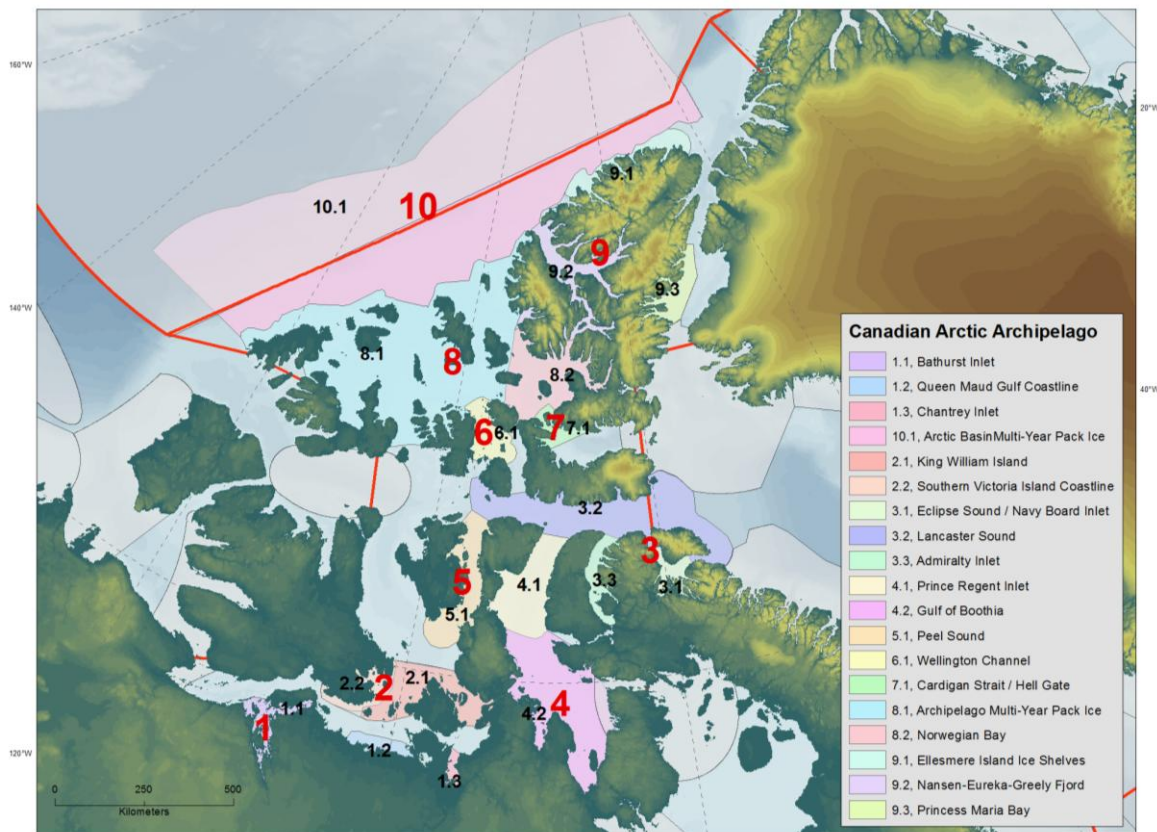 160°W
20°W
9.1
10.1
10
9
9.2
9.3
140°W
Canadian Arctic Archipelago
8.1
8
8.2
1.1, Bathurst Inlet
1.2, Queen Maud Gulf Coastline
40°W
1.3, Chantrey Inlet
6
6.1
7
7.1
10.1, Arctic BasinMulti-Year Pack Ice
2.1, King William Island
2.2, Southern Victoria Island Coastline
3.1, Eclipse Sound / Navy Board Inlet
3.2
3.2, Lancaster Sound
3
3.3, Admiralty Inlet
5
4.1
3.3
3.1
4.1, Prince Regent Inlet
5.1
4.2, Gulf of Boothia
5.1, Peel Sound
2.2
2
2.1
6.1, Wellington Channel
1
1.1
4.2
4
7.1, Cardigan Strait / Hell Gate
8.1, Archipelago Multi-Year Pack Ice
120°W
1.2
8.2, Norwegian Bay
1.3
9.1, Ellesmere Island Ice Shelves
0 250 500
9.2, Nansen-Eureka-Greely Fjord
Kilometers
9.3, Princess Maria Bay